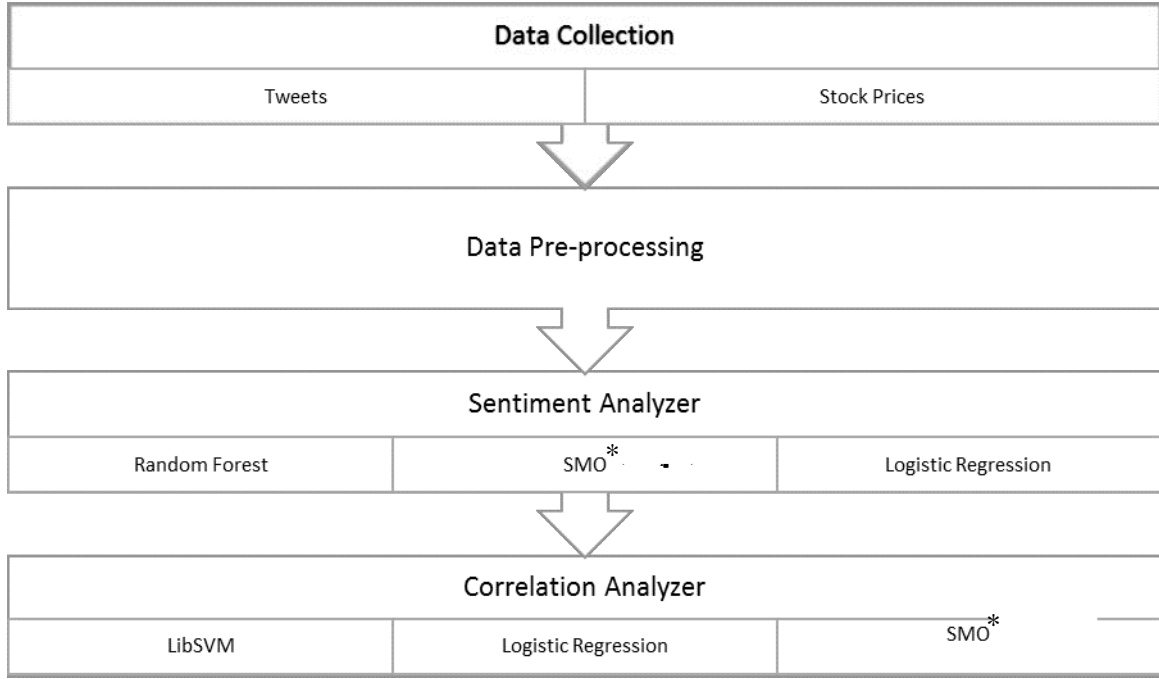 Data Collection
Tweets Stock Prices
Data Pre-processing
Sentiment Analyzer
Random Forest SMO* Logistic Regression
Correlation Analyzer
LibSVM Logistic Regression SMO*